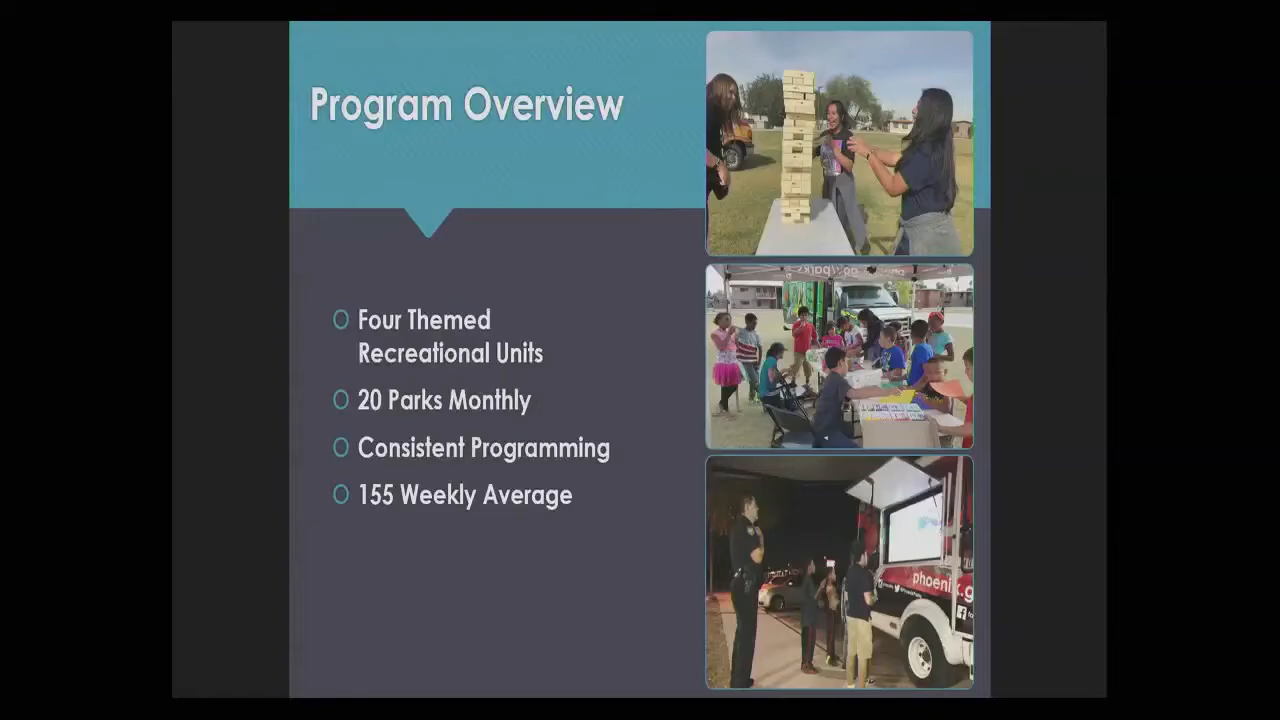 Program Overview
Four Themed
Recreational Units
20 Parks Monthly
Consistent Programming
155 Weekly Average
phoenix.g